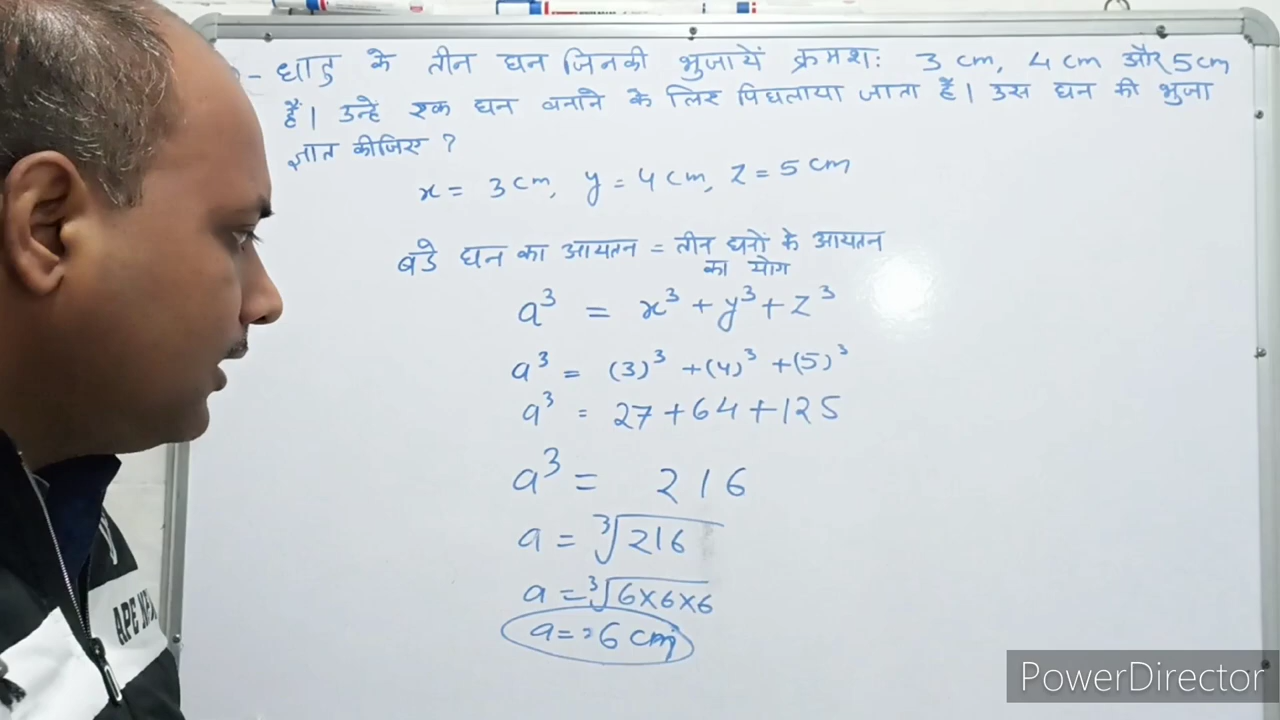 - धातु के तीन घन जिनकी भुजायें क्रमशः 3 cm, 4 cm और 5 cm
हैं। उन्हें एक घन बनाने के लिए पिघलाया जाता है। उस घन की भुजा
ज्ञात कीजिए ?
x = 3 cm, y = 4 cm, z = 5 cm
बडे घन का आयतन = तीन घनों के आयतन
का योग
a³ = x³ + y³ + z³
a³ = (3)³ + (4)³ + (5)³
a³ = 27 + 64 + 125
a³ = 216
a = ∛216
a = ∛6×6×6
a = 6 cm
PowerDirector